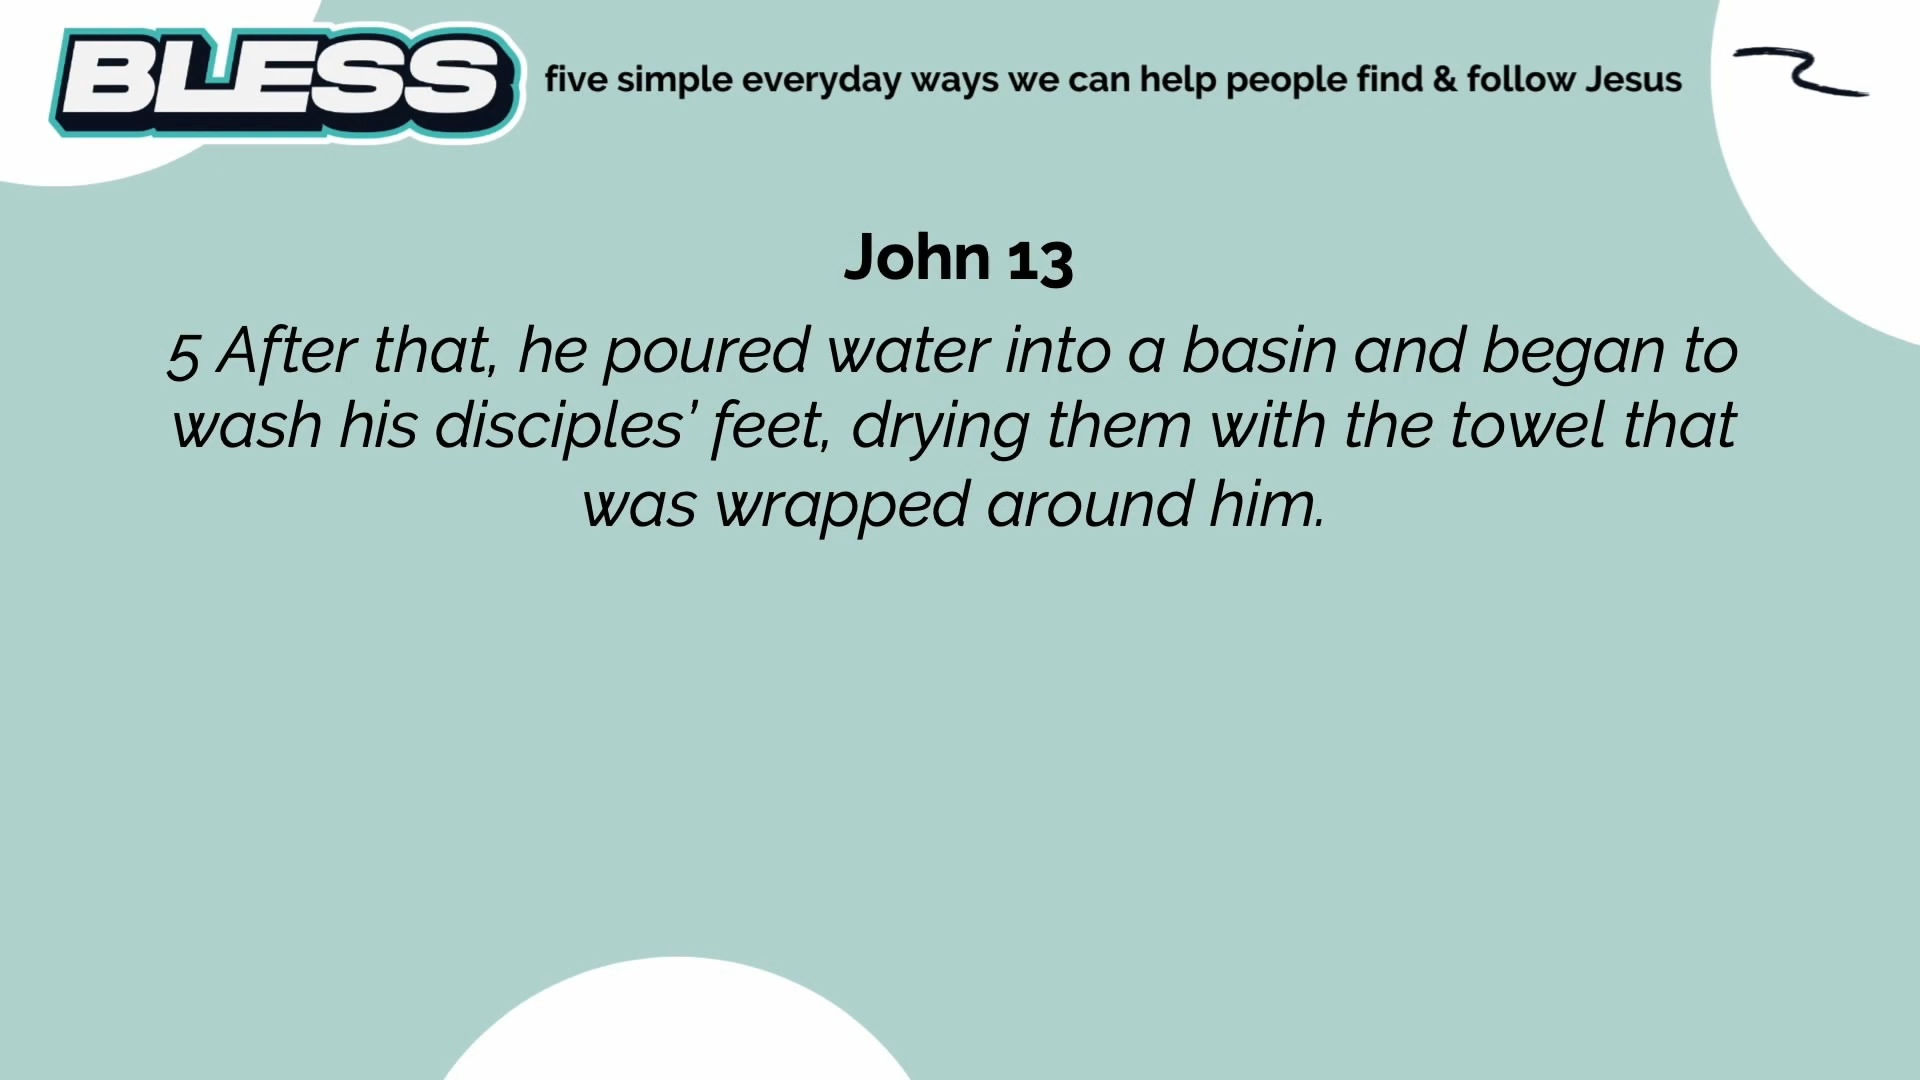 BLESS
five simple everyday ways we can help people find & follow Jesus
John 13
5 After that, he poured water into a basin and began to
wash his disciples’ feet, drying them with the towel that
was wrapped around him.